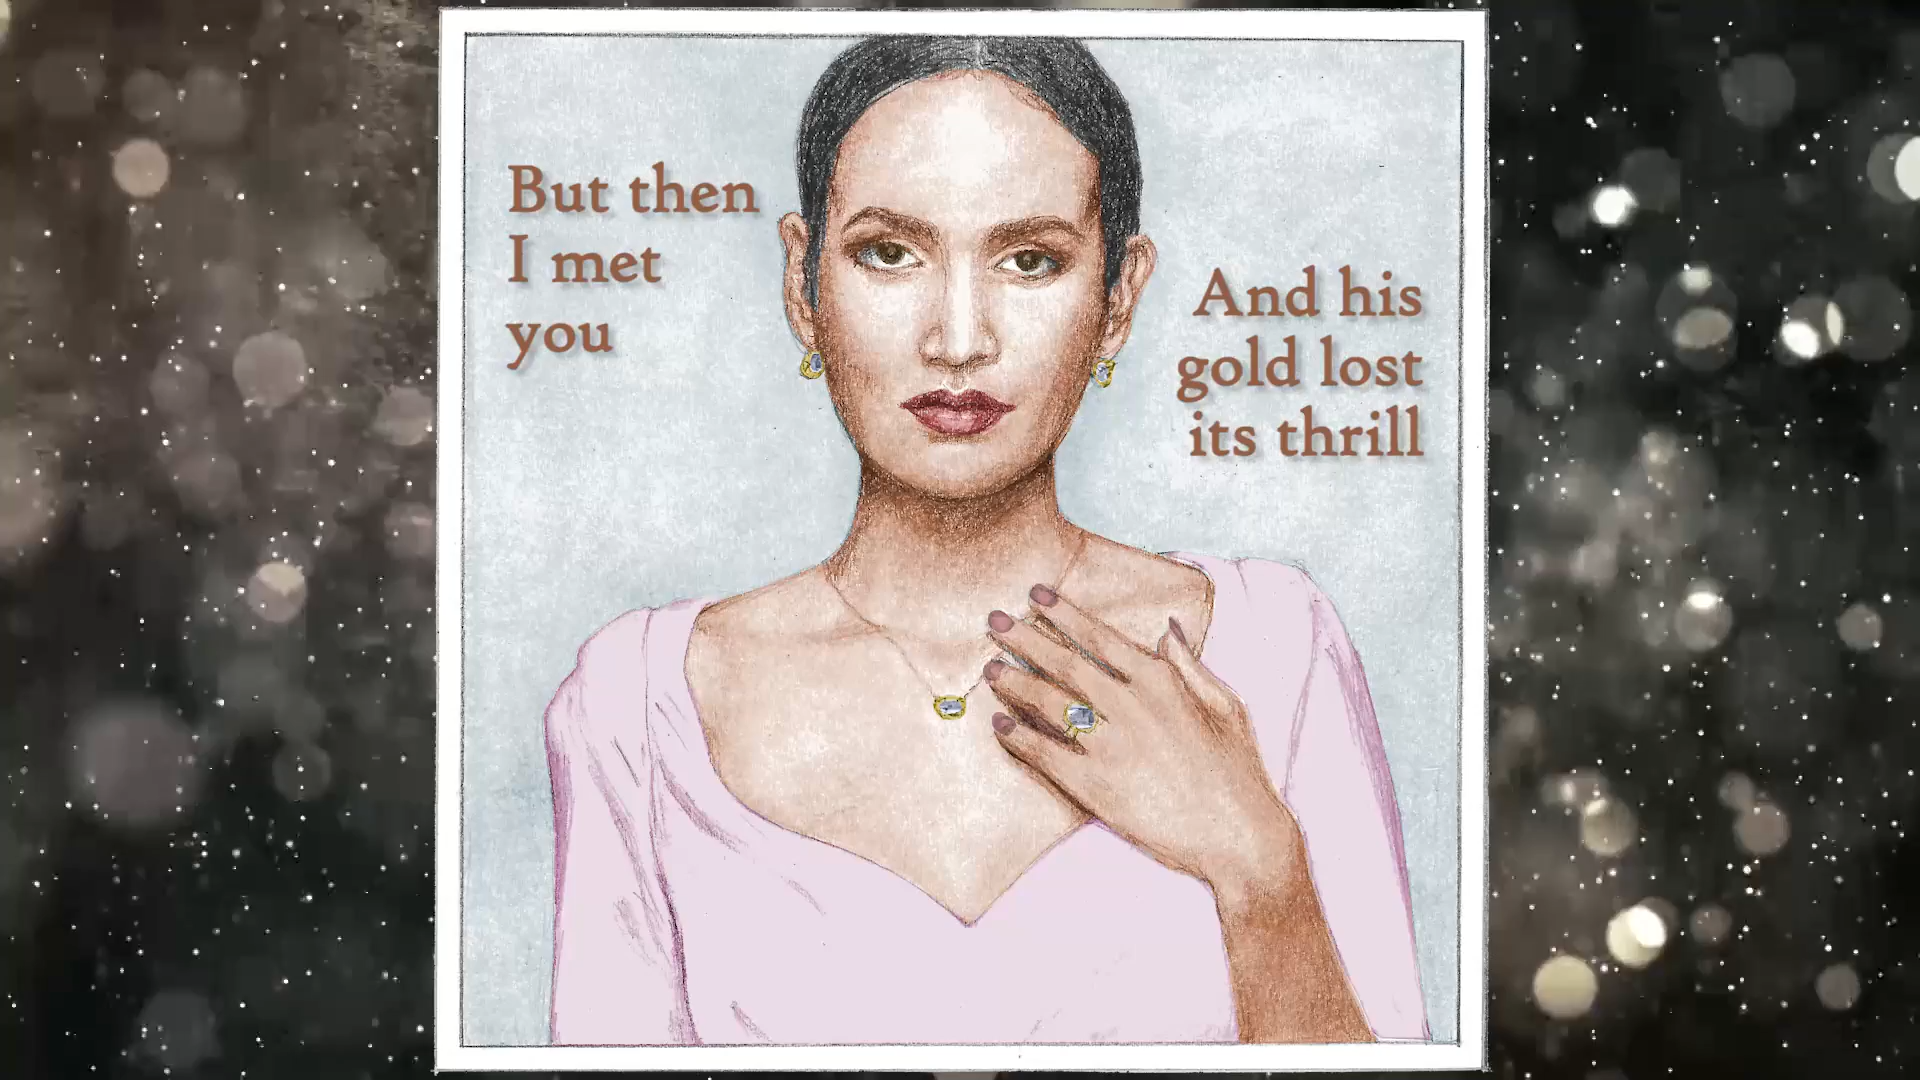 But then
I met
you
And his
gold lost
its thrill